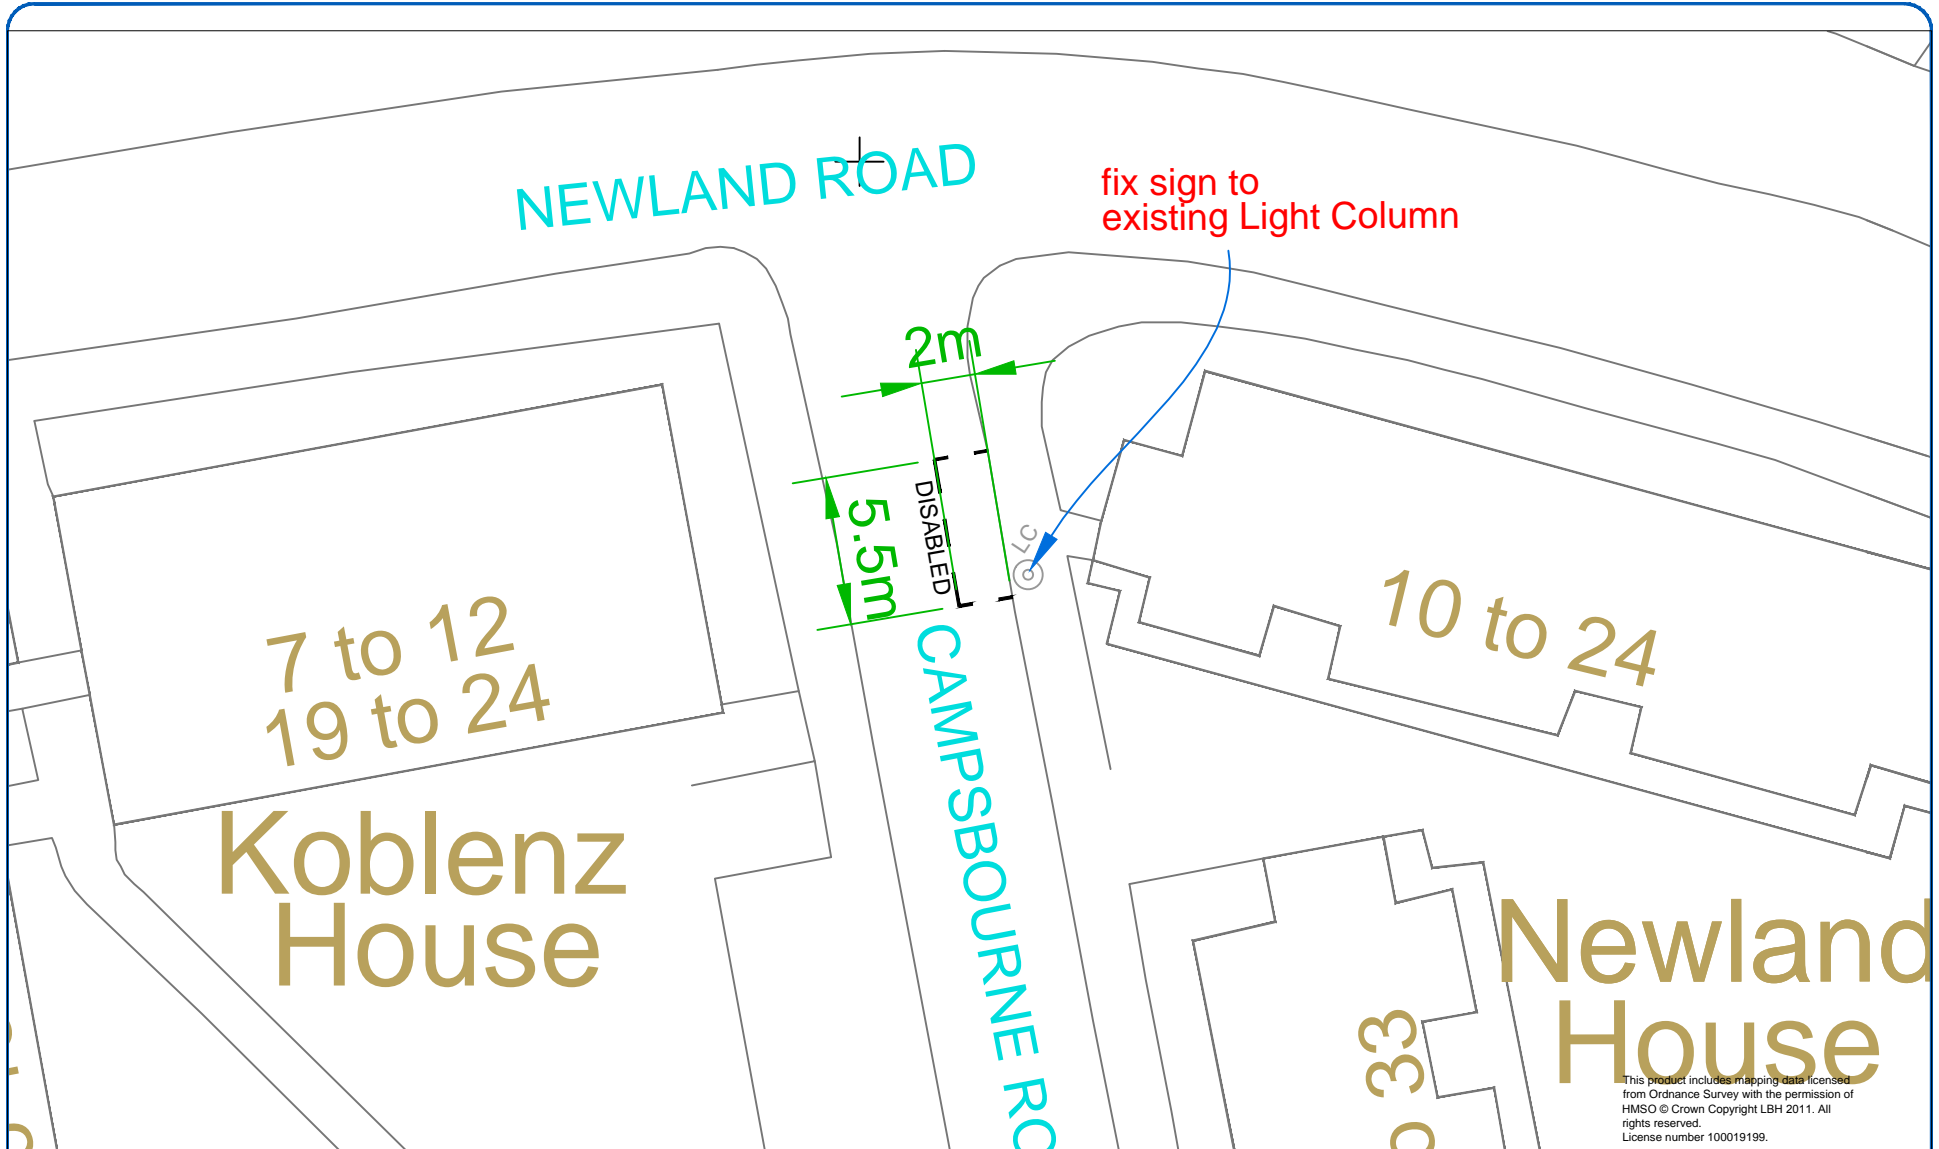 NEWLAND ROAD
fix sign to
existing Light Column
2m
5.5m
DISABLED
LC
7 to 12
19 to 24
10 to 24
Koblenz
House
CAMPSBOURNE
Newland
House
33
This product includes mapping data licensed
from Ordnance Survey with the permission of
HMSO © Crown Copyright LBH 2011. All
rights reserved.
License number 100019199.